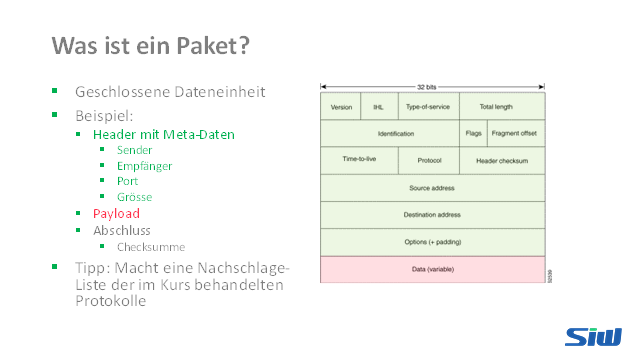 Was ist ein Paket?
Geschlossene Dateneinheit
Beispiel:
Header mit Meta-Daten
Sender
Empfänger
Port
Grösse
Payload
Abschluss
Checksumme
Tipp: Macht eine Nachschlage-
Liste der im Kurs behandelten
Protokolle
32 bits
Version IHL Type-of-service Total length
Identification Flags Fragment offset
Time-to-live Protocol Header checksum
Source address
Destination address
Options (+ padding)
Data (variable)
SIW